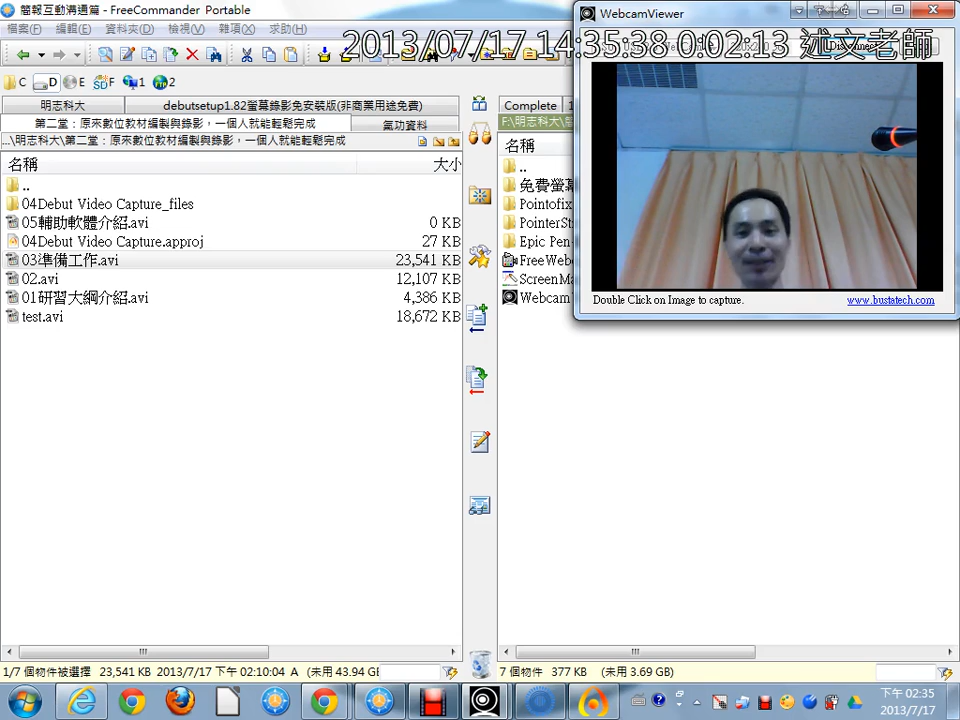 簡報互動溝通篇 - FreeCommander Portable
檔案(F) 編輯(E) 資料夾(D) 檢視(V) 雜項(X) 求助(H)
2013/07/17 14:35:38 0:02:13 述文老師
WebcamViewer
C D E F 1 2
明志科大 debutsetup1.82螢幕錄影免安裝版(非商業用途免費)
第二堂：原來數位教材編製與錄影，一個人就能輕鬆完成 氣功資料
...\明志科大\第二堂：原來數位教材編製與錄影，一個人就能輕鬆完成
名稱 大小
..
04Debut Video Capture_files
05輔助軟體介紹.avi 0 KB
04Debut Video Capture.approj 27 KB
03準備工作.avi 23,541 KB
02.avi 12,107 KB
01研習大綱介紹.avi 4,386 KB
test.avi 18,672 KB
Complete
F:\明志科大\
名稱
..
免費螢幕
Pointofix
PointerSt
Epic Pen
FreeWeb
ScreenMa
Webcam
Double Click on Image to capture. www.bustatech.com
1/7 個物件被選擇 23,541 KB 2013/7/17 下午 02:10:04 A (未用 43.94 GE
7 個物件 377 KB (未用 3.69 GB)
下午 02:35
2013/7/17